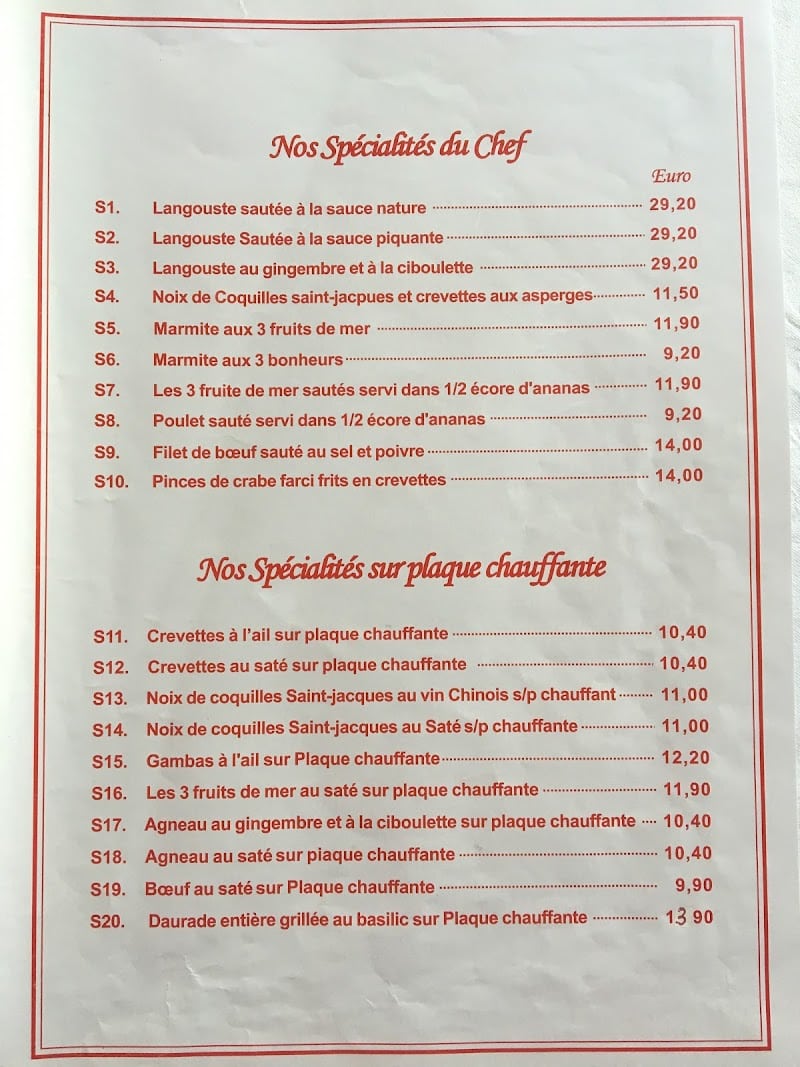 Nos Spécialités du Chef
Euro
S1. Langouste sautée à la sauce nature 29,20
S2. Langouste Sautée à la sauce piquante 29,20
S3. Langouste au gingembre et à la ciboulette 29,20
S4. Noix de Coquilles saint-jacpues et crevettes aux asperges 11,50
S5. Marmite aux 3 fruits de mer 11,90
S6. Marmite aux 3 bonheurs 9,20
S7. Les 3 fruite de mer sautés servi dans 1/2 écore d'ananas 11,90
S8. Poulet sauté servi dans 1/2 écore d'ananas 9,20
S9. Filet de bœuf sauté au sel et poivre 14,00
S10. Pinces de crabe farci frits en crevettes 14,00
Nos Spécialités sur plaque chauffante
S11. Crevettes à l'ail sur plaque chauffante 10,40
S12. Crevettes au saté sur plaque chauffante 10,40
S13. Noix de coquilles Saint-jacques au vin Chinois s/p chauffant 11,00
S14. Noix de coquilles Saint-jacques au Saté s/p chauffante 11,00
S15. Gambas à l'ail sur Plaque chauffante 12,20
S16. Les 3 fruits de mer au saté sur plaque chauffante 11,90
S17. Agneau au gingembre et à la ciboulette sur plaque chauffante 10,40
S18. Agneau au saté sur piaque chauffante 10,40
S19. Bœuf au saté sur Plaque chauffante 9,90
S20. Daurade entière grillée au basilic sur Plaque chauffante 13 90